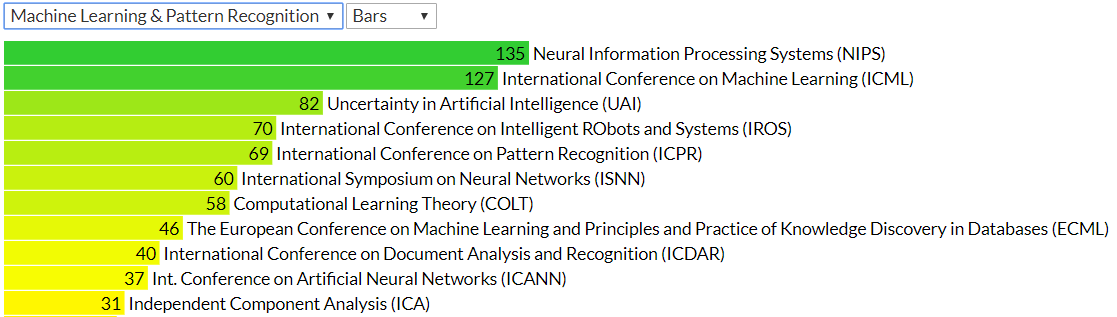 Machine Learning & Pattern Recognition Bars
135 Neural Information Processing Systems (NIPS)
127 International Conference on Machine Learning (ICML)
82 Uncertainty in Artificial Intelligence (UAI)
70 International Conference on Intelligent RObots and Systems (IROS)
69 International Conference on Pattern Recognition (ICPR)
60 International Symposium on Neural Networks (ISNN)
58 Computational Learning Theory (COLT)
46 The European Conference on Machine Learning and Principles and Practice of Knowledge Discovery in Databases (ECML)
40 International Conference on Document Analysis and Recognition (ICDAR)
37 Int. Conference on Artificial Neural Networks (ICANN)
31 Independent Component Analysis (ICA)